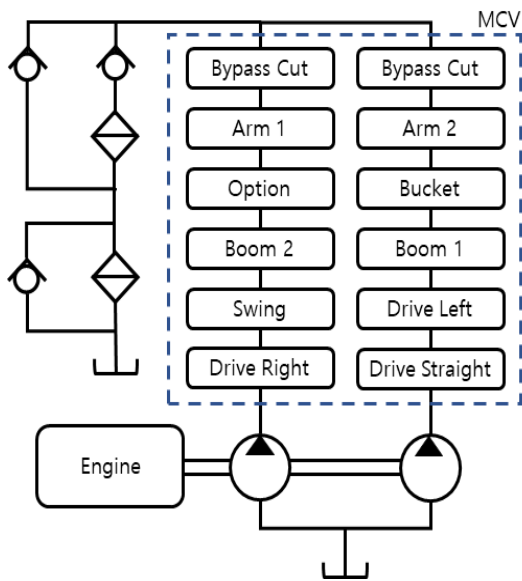 MCV
Bypass Cut
Bypass Cut
Arm 1
Arm 2
Option
Bucket
Boom 2
Boom 1
Swing
Drive Left
Drive Right
Drive Straight
Engine